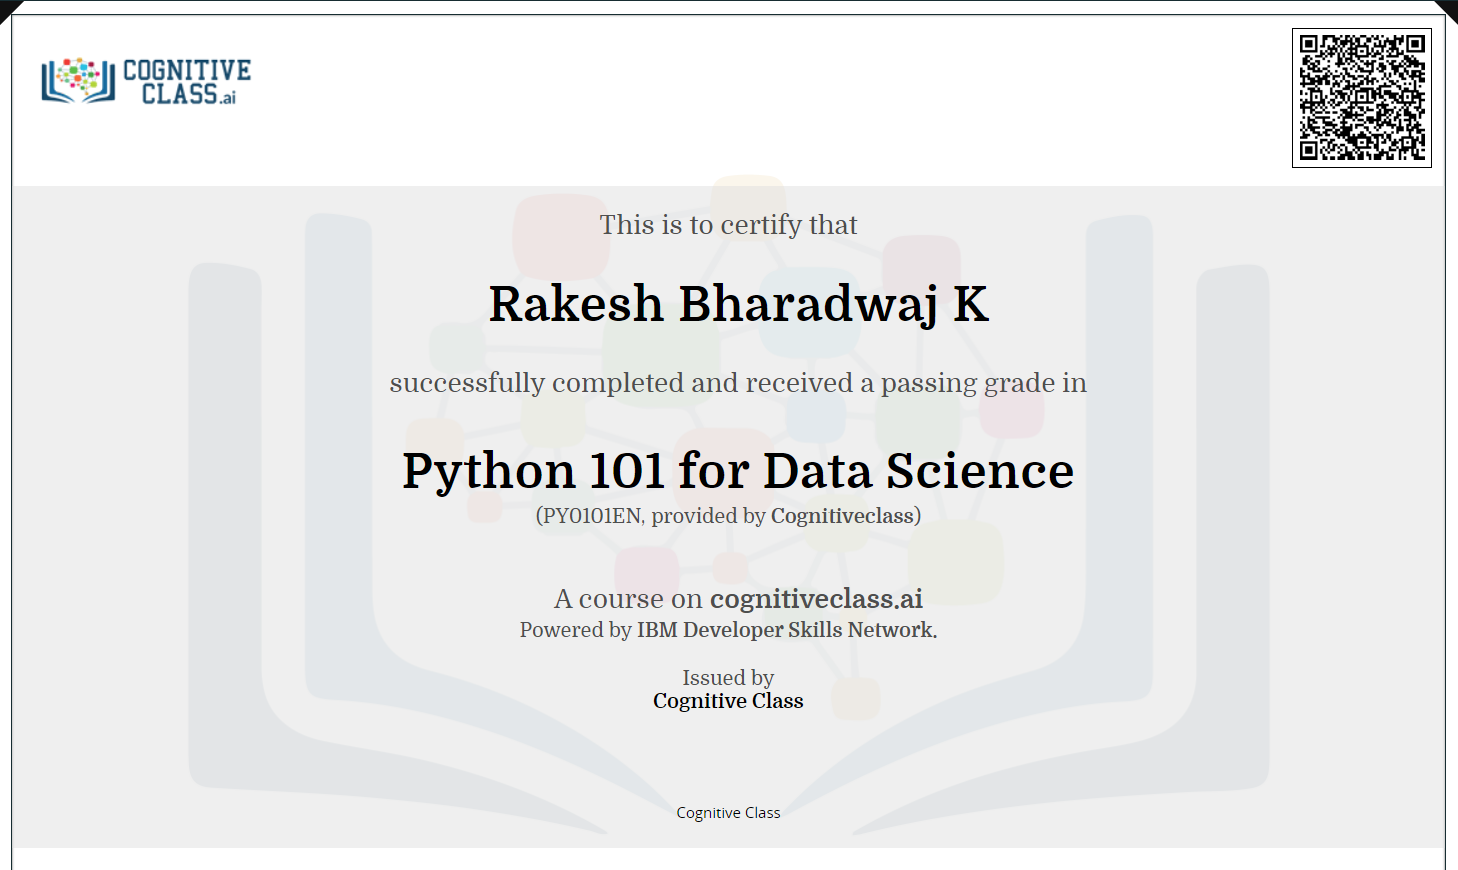 COGNITIVE
CLASS.ai
This is to certify that
Rakesh Bharadwaj K
successfully completed and received a passing grade in
Python 101 for Data Science
(PY0101EN, provided by Cognitiveclass)
A course on cognitiveclass.ai
Powered by IBM Developer Skills Network.
Issued by
Cognitive Class
Cognitive Class